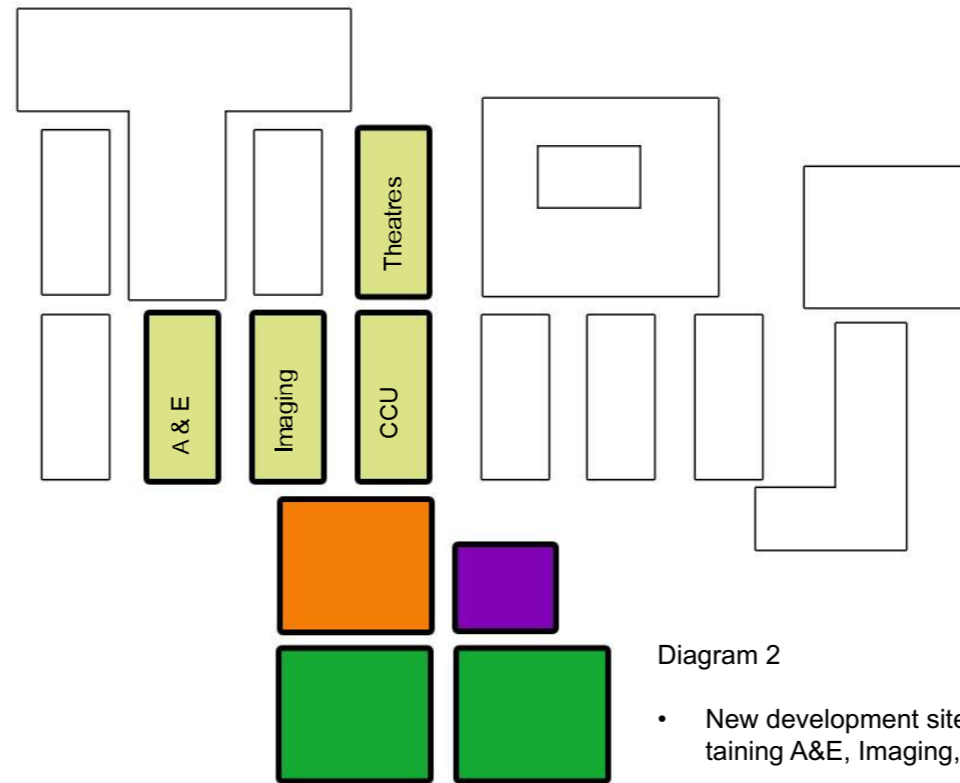 Theatres
A & E
Imaging
CCU
Diagram 2
• New development site
taining A&E, Imaging,